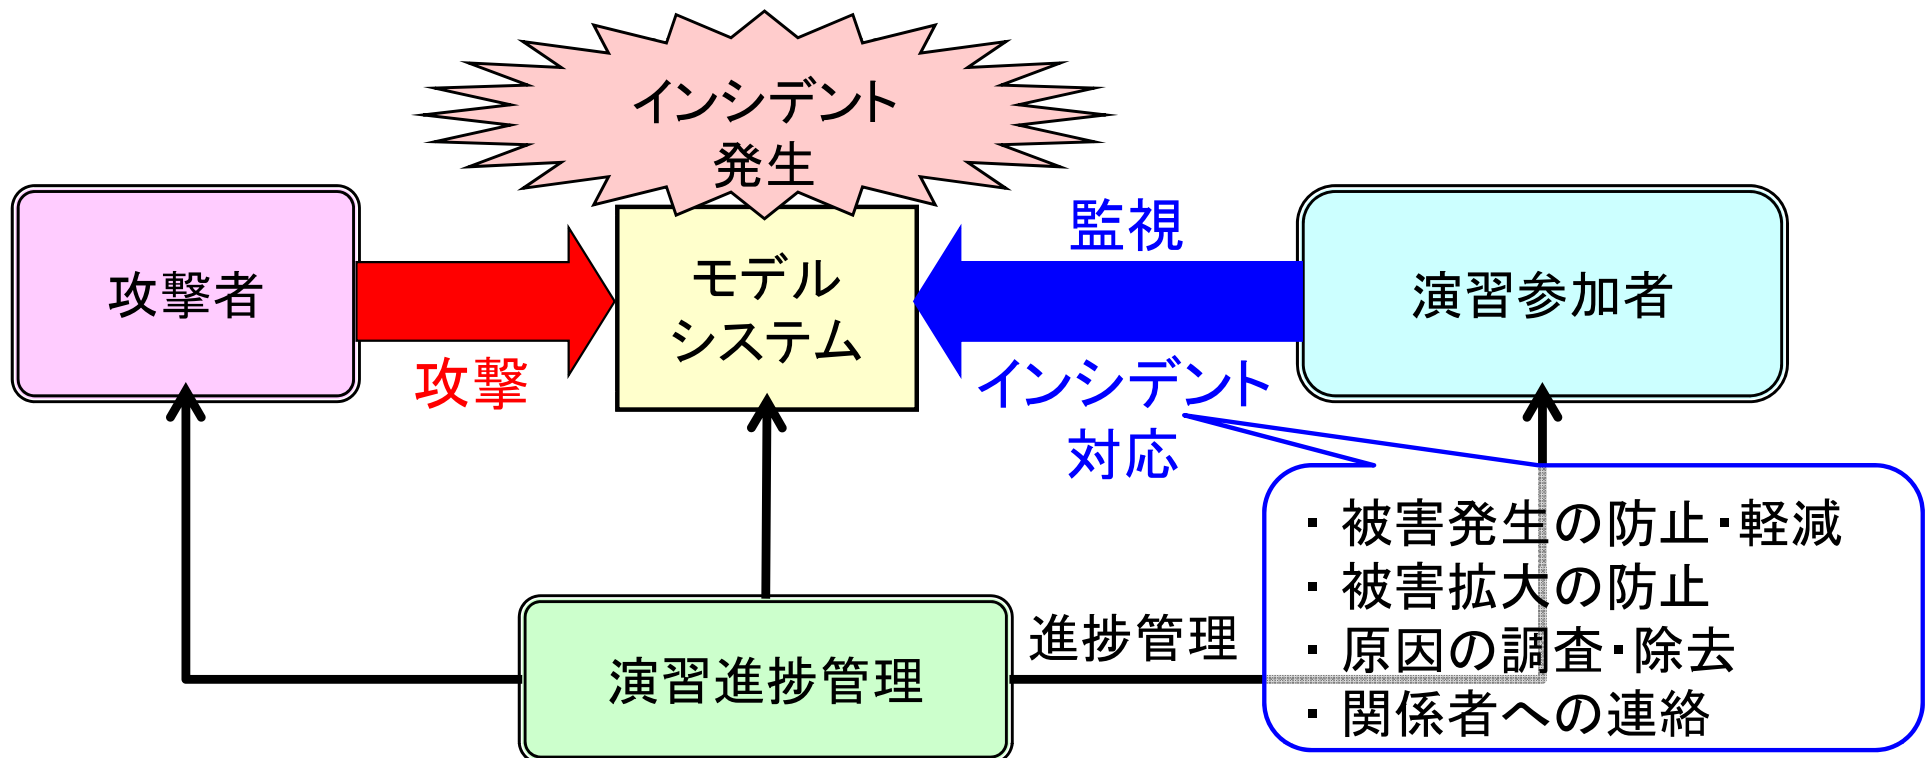 インシデント
発生
監視
攻撃者
モデル
システム
演習参加者
攻撃
インシデント
対応
・被害発生の防止・軽減
・被害拡大の防止
・原因の調査・除去
・関係者への連絡
進捗管理
演習進捗管理